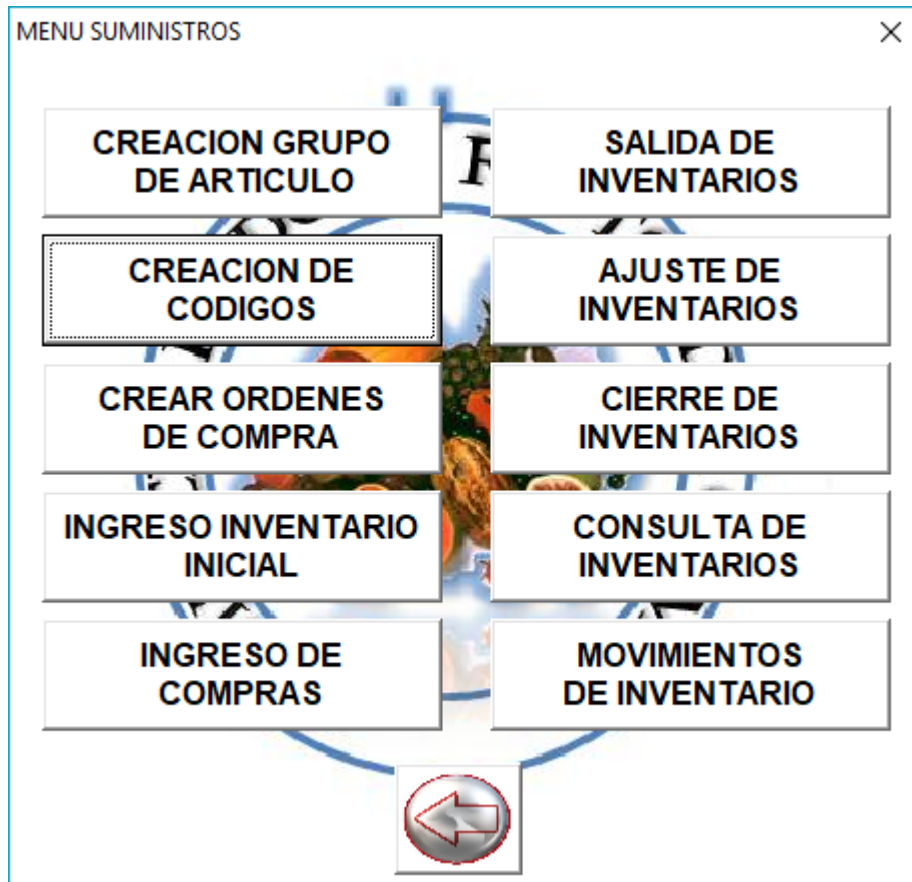 MENU SUMINISTROS
CREACION GRUPO
DE ARTICULO
CREACION DE
CODIGOS
CREAR ORDENES
DE COMPRA
INGRESO INVENTARIO
INICIAL
INGRESO DE
COMPRAS
SALIDA DE
INVENTARIOS
AJUSTE DE
INVENTARIOS
CIERRE DE
INVENTARIOS
CONSULTA DE
INVENTARIOS
MOVIMIENTOS
DE INVENTARIO